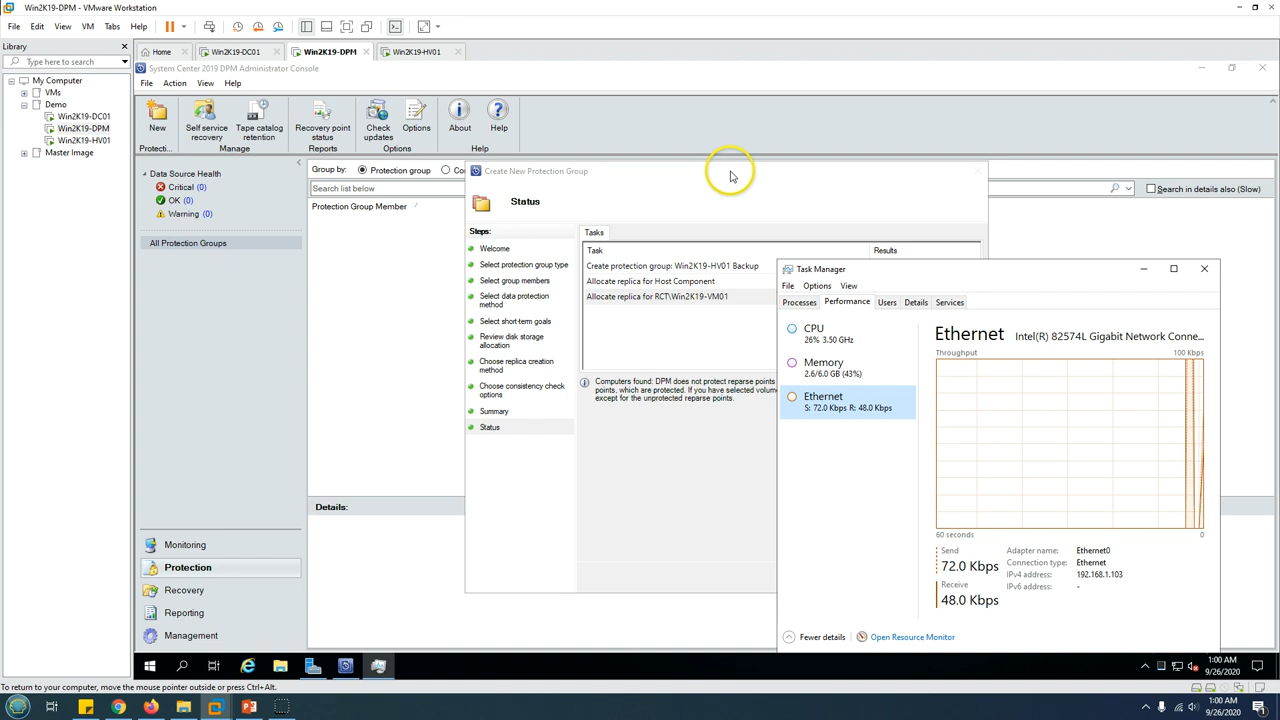 Win2K19-DPM - VMware Workstation
File Edit View VM Tabs Help
Library
Type here to search
My Computer
VMs
Demo
Win2K19-DC01
Win2K19-DPM
Win2K19-HV01
Master Image
Home Win2K19-DC01 Win2K19-DPM Win2K19-HV01
System Center 2019 DPM Administrator Console
File Action View Help
New
Self service recovery
Tape catalog retention
Recovery point status
Check updates
Options
About
Help
Protecti...
Manage
Reports
Options
Help
Data Source Health
Critical (0)
OK (0)
Warning (0)
All Protection Groups
Group by: Protection group Co
Search list below
Search in details also (Slow)
Protection Group Member
Details:
Monitoring
Protection
Recovery
Reporting
Management
Create New Protection Group
Status
Steps:
Welcome
Select protection group type
Select group members
Select data protection
method
Select short-term goals
Review disk storage
allocation
Choose replica creation
method
Choose consistency check
options
Summary
Status
Tasks
Task Results
Create protection group: Win2K19-HV01 Backup
Allocate replica for Host Component
Allocate replica for RCT\Win2K19-VM01
Computers found: DPM does not protect reparse points
points, which are protected. If you have selected volum
except for the unprotected reparse points.
Task Manager
File Options View
Processes Performance Users Details Services
CPU
26% 3.50 GHz
Memory
2.6/6.0 GB (43%)
Ethernet
S: 72.0 Kbps R: 48.0 Kbps
Ethernet Intel(R) 82574L Gigabit Network Conne...
Throughput 100 Kbps
60 seconds 0
Send
72.0 Kbps
Receive
48.0 Kbps
Adapter name: Ethernet0
Connection type: Ethernet
IPv4 address: 192.168.1.103
IPv6 address: -
Fewer details Open Resource Monitor
1:00 AM
9/26/2020
To return to your computer, move the mouse pointer outside or press Ctrl+Alt.
1:00 AM
9/26/2020
1